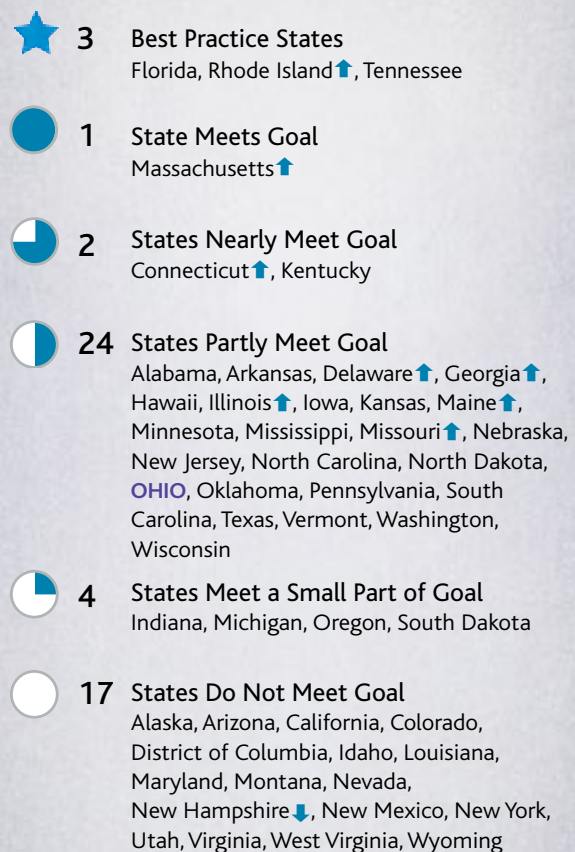 3 Best Practice States
Florida, Rhode Island⬆, Tennessee
1 State Meets Goal
Massachusetts⬆
2 States Nearly Meet Goal
Connecticut⬆, Kentucky
24 States Partly Meet Goal
Alabama, Arkansas, Delaware⬆, Georgia⬆,
Hawaii, Illinois⬆, Iowa, Kansas, Maine⬆,
Minnesota, Mississippi, Missouri⬆, Nebraska,
New Jersey, North Carolina, North Dakota,
OHIO, Oklahoma, Pennsylvania, South
Carolina, Texas, Vermont, Washington,
Wisconsin
4 States Meet a Small Part of Goal
Indiana, Michigan, Oregon, South Dakota
17 States Do Not Meet Goal
Alaska, Arizona, California, Colorado,
District of Columbia, Idaho, Louisiana,
Maryland, Montana, Nevada,
New Hampshire⬇, New Mexico, New York,
Utah, Virginia, West Virginia, Wyoming